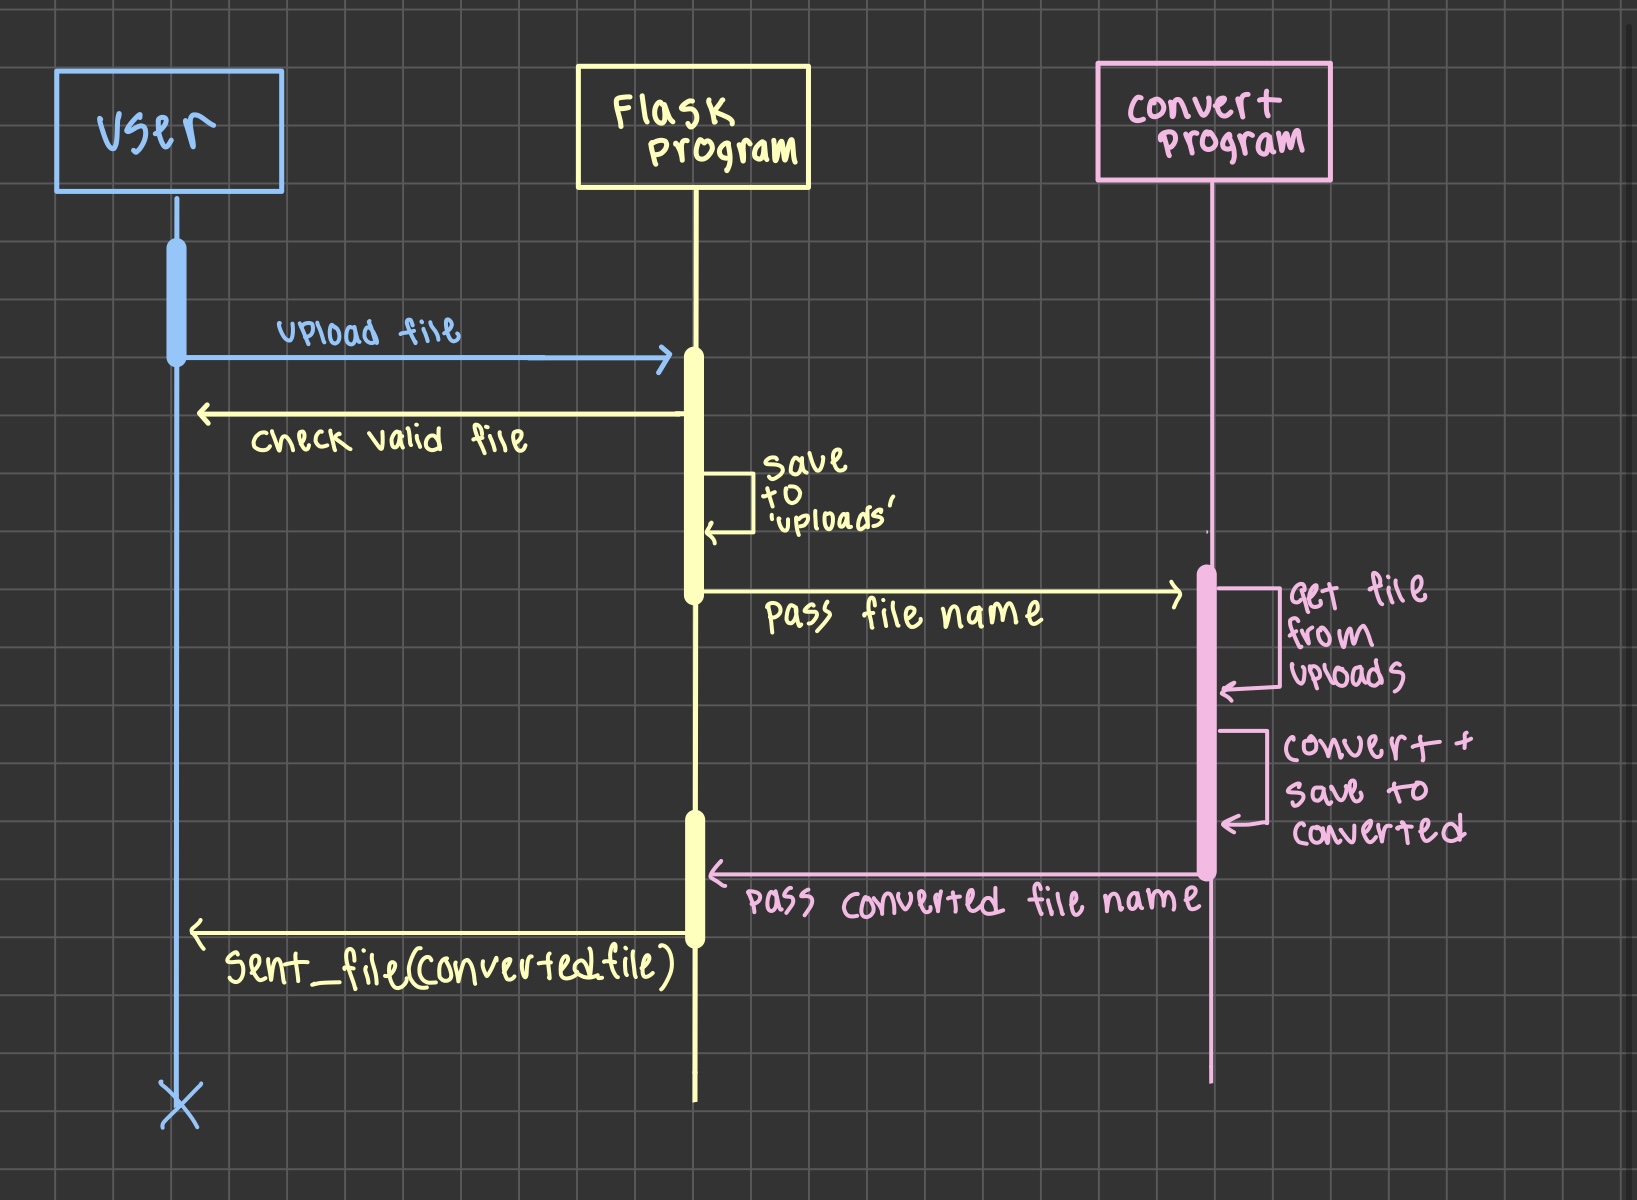 User
Flask
program
convert
program
upload file
check valid file
save
to
'uploads'
pass file name
get file
from
uploads
convert +
save to
converted
pass converted file name
sent_file(converted_file)